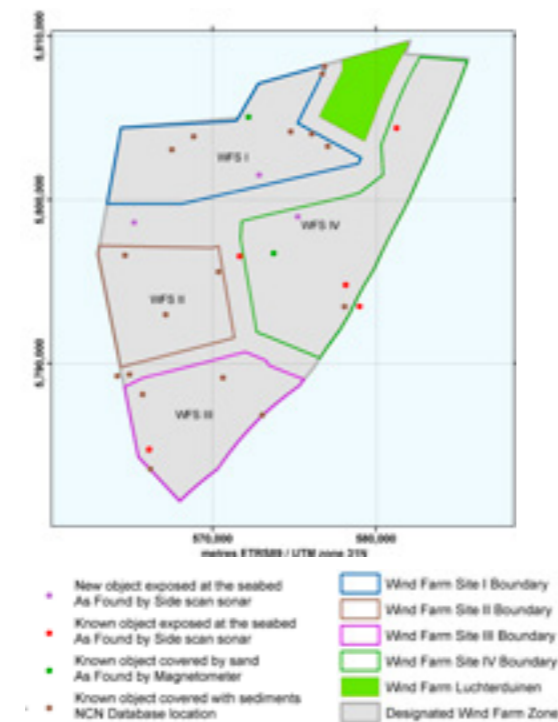 5,810,000
WFS I
5,800,000
WFS IV
WFS II
5,790,000
WFS III
570,000
580,000
metres ETRS89 / UTM zone 31N
New object exposed at the seabed
As Found by Side scan sonar
Known object exposed at the seabed
As Found by Side scan sonar
Known object covered by sand
As Found by Magnetometer
Known object covered with sediments
NCN Database location
Wind Farm Site I Boundary
Wind Farm Site II Boundary
Wind Farm Site III Boundary
Wind Farm Site IV Boundary
Wind Farm Luchterduinen
Designated Wind Farm Zone